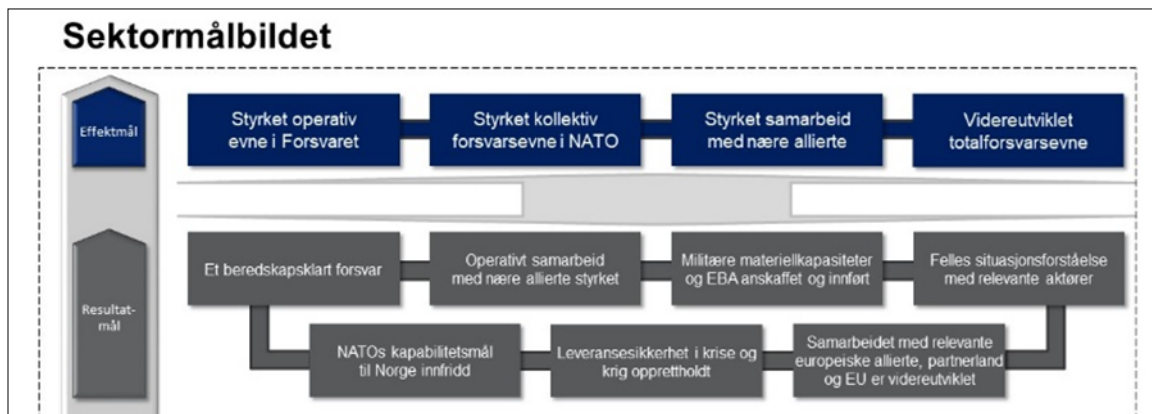 Sektormålbildet
Effektmål
Styrket operativ
evne i Forsvaret
Styrket kollektiv
forsvarsevne i NATO
Styrket samarbeid
med nære allierte
Videreutviklet
totalforsvarsevne
Resultat-
mål
Et beredskapsklart forsvar
Operativt samarbeid
med nære allierte styrket
Militære materiellkapasiteter
og EBA anskaffet og innført
Felles situasjonsforståelse
med relevante aktører
NATOs kapabilitetsmål
til Norge innfridd
Leveransesikkerhet i krise og
krig opprettholdt
Samarbeidet med relevante
europeiske allierte, partnerland
og EU er videreutviklet